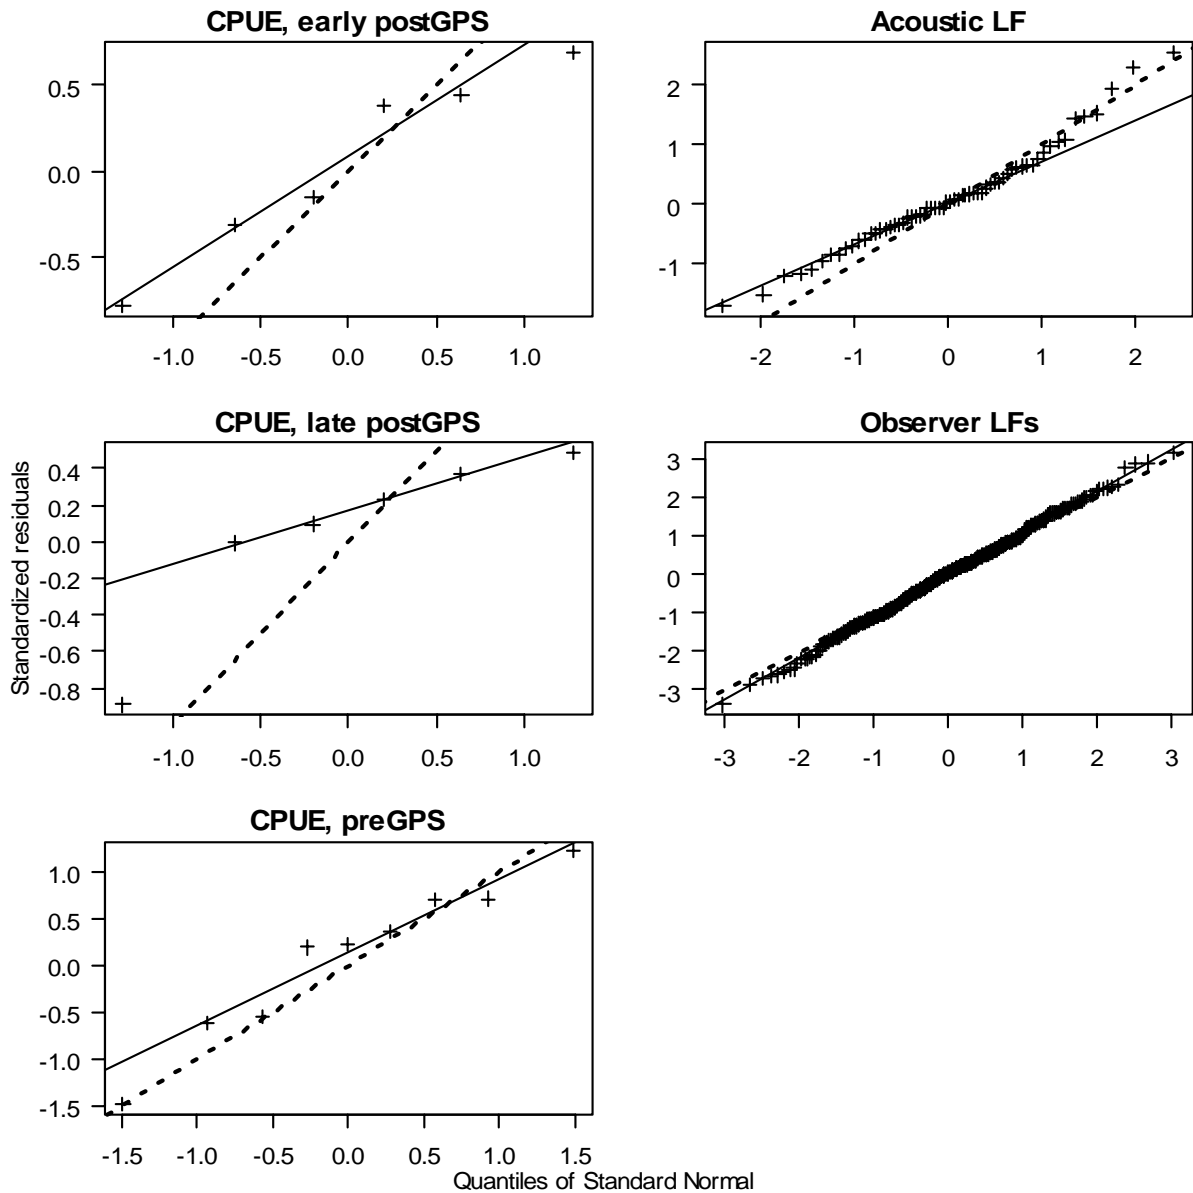 CPUE, early postGPS
0.5
0.0
-0.5
-1.0 -0.5 0.0 0.5 1.0
Acoustic LF
2
1
0
-1
-2 -1 0 1 2
CPUE, late postGPS
0.4
0.2
0.0
-0.2
-0.4
-0.6
-0.8
-1.0 -0.5 0.0 0.5 1.0
Standardized residuals
Observer LFs
3
2
1
0
-1
-2
-3
-3 -2 -1 0 1 2 3
CPUE, preGPS
1.0
0.5
0.0
-0.5
-1.0
-1.5
-1.5 -1.0 -0.5 0.0 0.5 1.0 1.5
Quantiles of Standard Normal